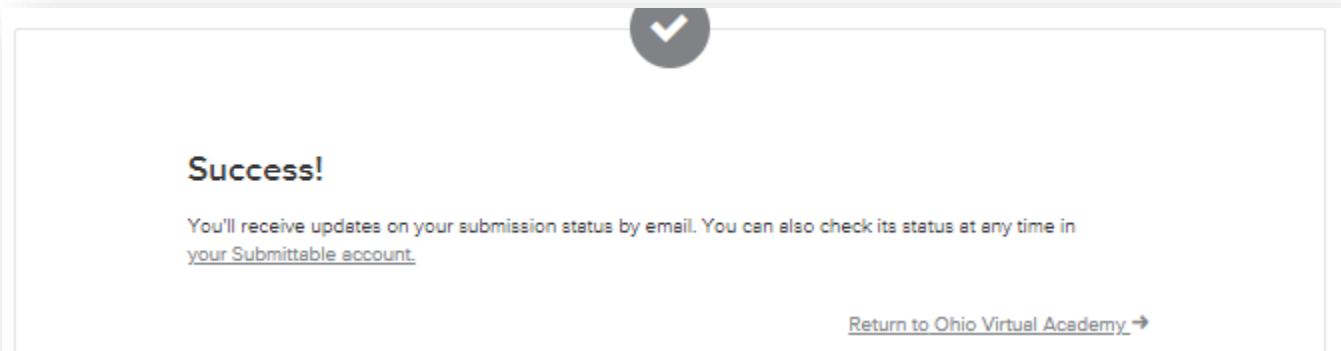 Success!
You'll receive updates on your submission status by email. You can also check its status at any time in
your Submittable account.
Return to Ohio Virtual Academy →